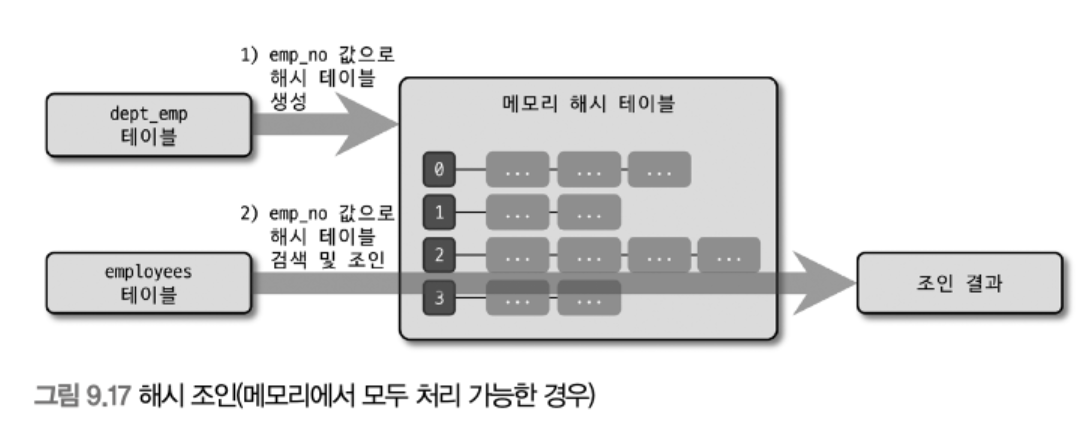 1) emp_no 값으로
해시 테이블
생성
dept_emp
테이블
메모리 해시 테이블
0 ... ... ...
1 ... ...
2 ... ... ... ...
3 ... ...
2) emp_no 값으로
해시 테이블
검색 및 조인
employees
테이블
조인 결과
그림 9.17 해시 조인(메모리에서 모두 처리 가능한 경우)